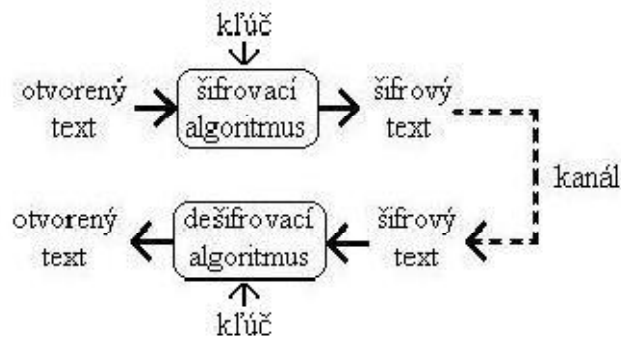 kľúč
otvorený
text
šifrovací
algoritmus
šifrový
text
kanál
otvorený
text
dešifrovací
algoritmus
šifrový
text
kľúč